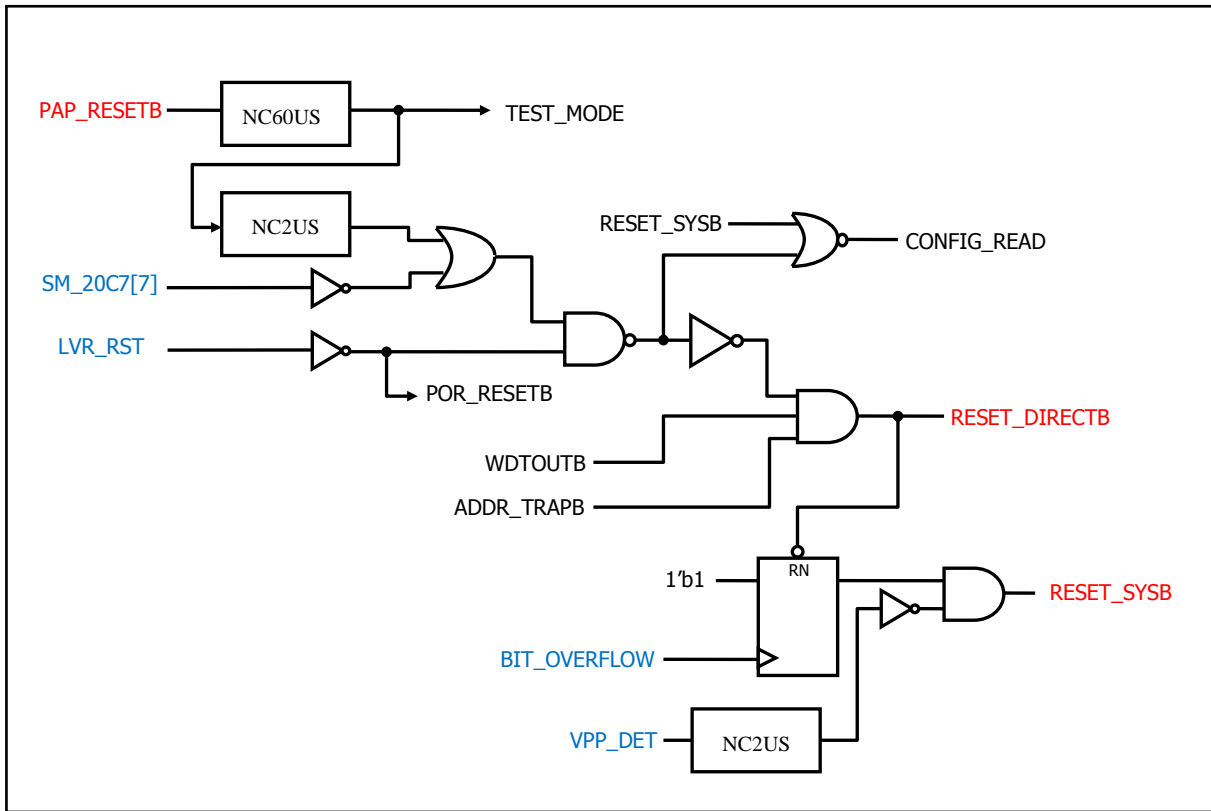 PAP_RESETB
NC60US
TEST_MODE
NC2US
RESET_SYSB
CONFIG_READ
SM_20C7[7]
LVR_RST
POR_RESETB
RESET_DIRECTB
WDTOUTB
ADDR_TRAPB
RN
1’b1
RESET_SYSB
BIT_OVERFLOW
VPP_DET
NC2US